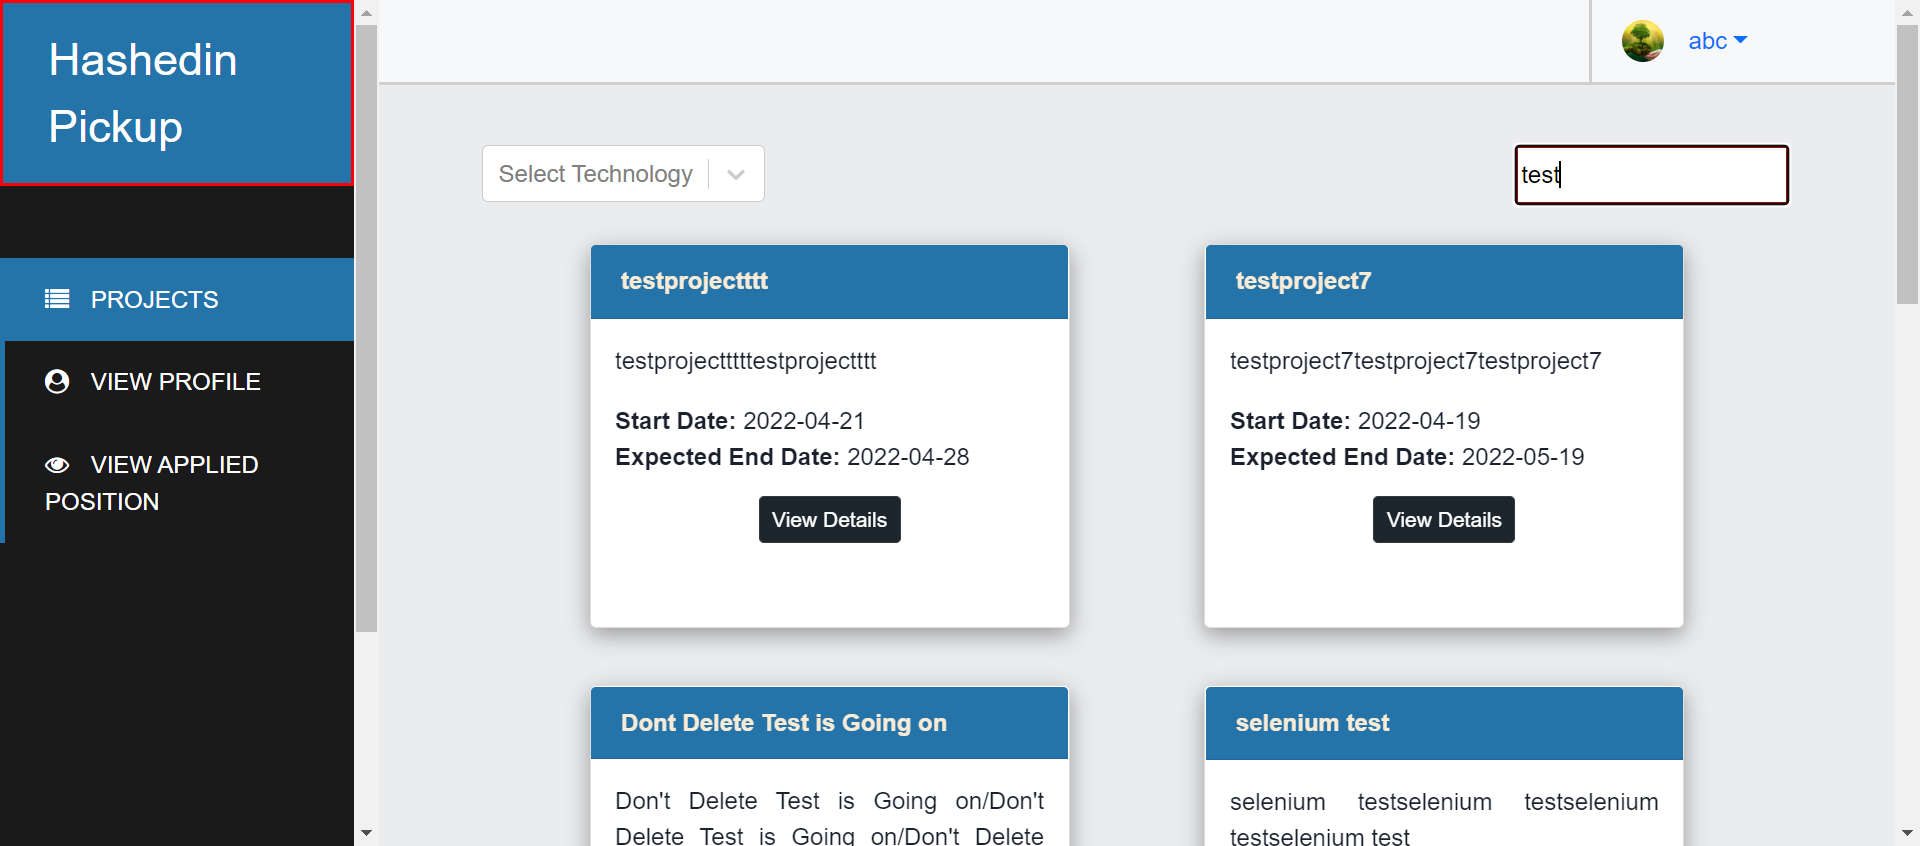 Hashedin
Pickup
abc
Select Technology
test
PROJECTS
VIEW PROFILE
VIEW APPLIED
POSITION
testprojectttt
testprojectttttestprojectttt
Start Date: 2022-04-21
Expected End Date: 2022-04-28
View Details
testproject7
testproject7testproject7testproject7
Start Date: 2022-04-19
Expected End Date: 2022-05-19
View Details
Dont Delete Test is Going on
Don't Delete Test is Going on/Don't
Delete Test is Going on/Don't Delete
selenium test
selenium testselenium testselenium
testselenium test